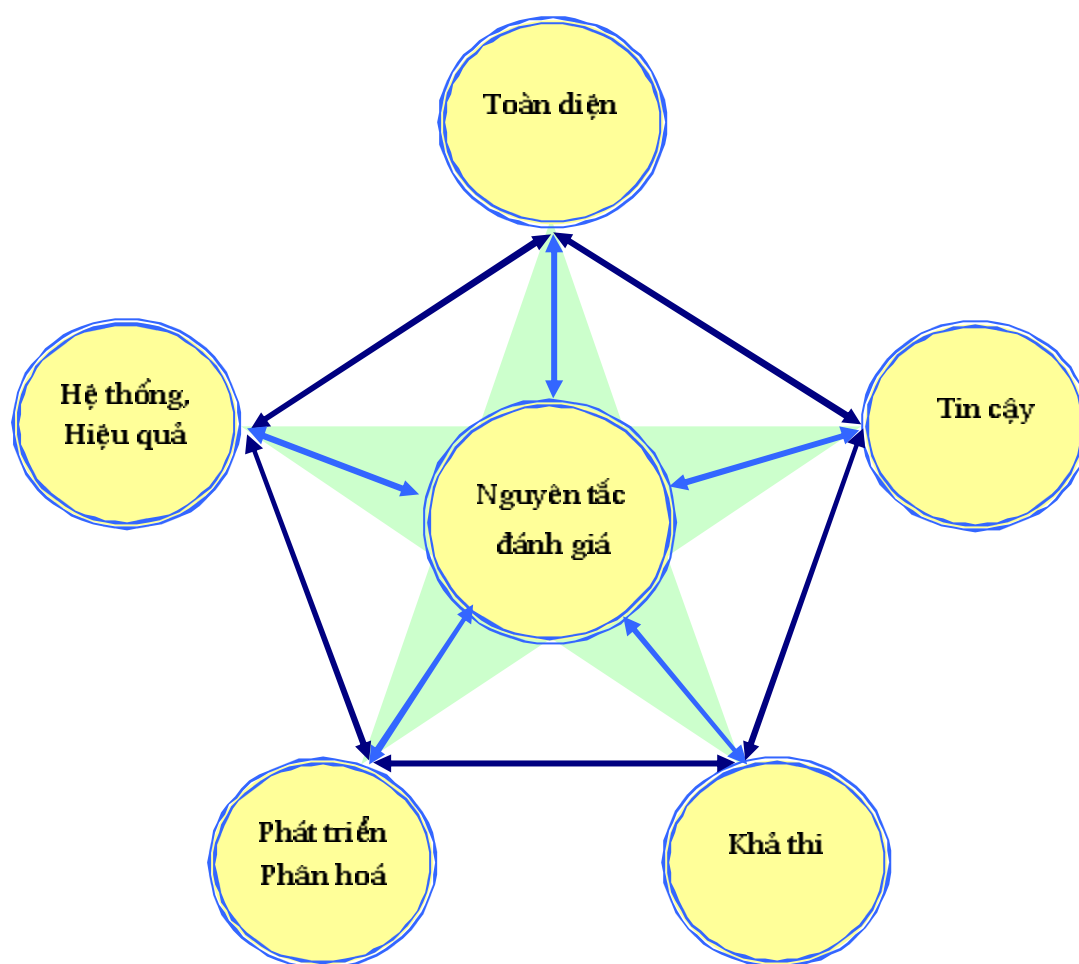 Toàn diện
Hệ thống,
Hiệu quả
Tin cậy
Nguyên tắc
đánh giá
Phát triển
Phân hoá
Khả thi